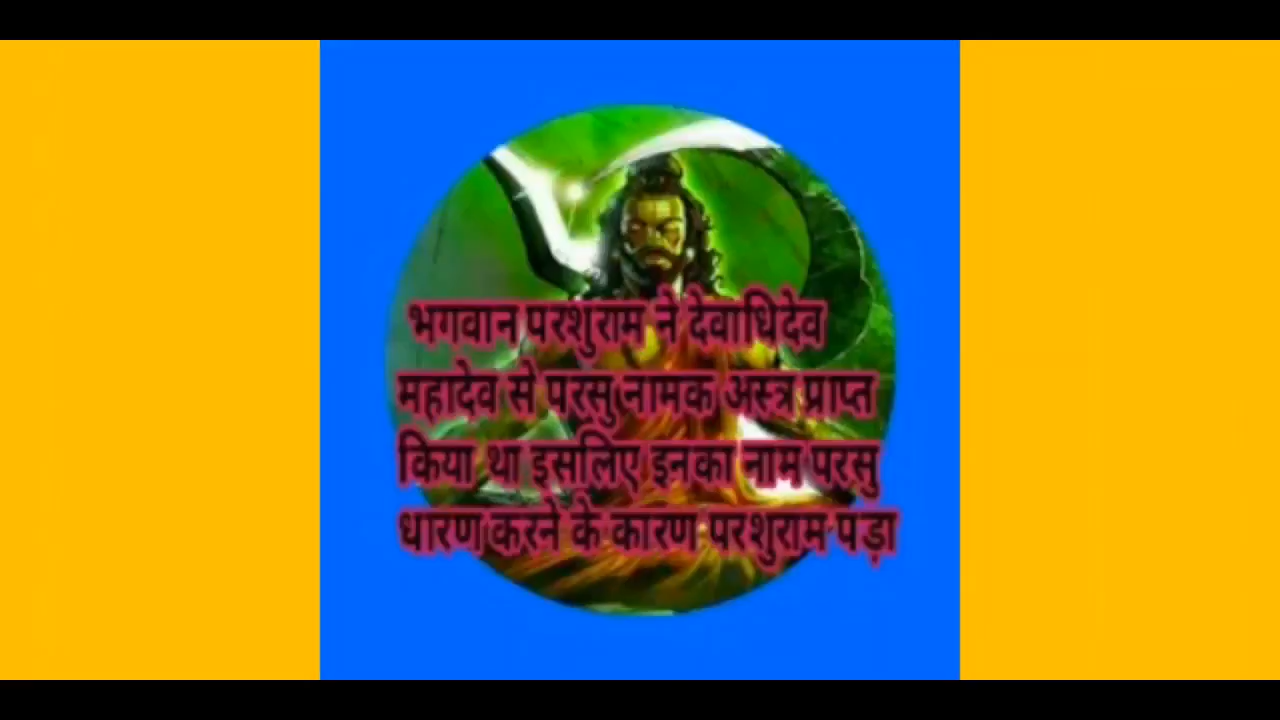 भगवान परशुराम ने देवाधिदेव
महादेव से परसु नामक अस्त्र प्राप्त
किया था इसलिए इनका नाम परसु
धारण करने के कारण परशुराम पड़ा